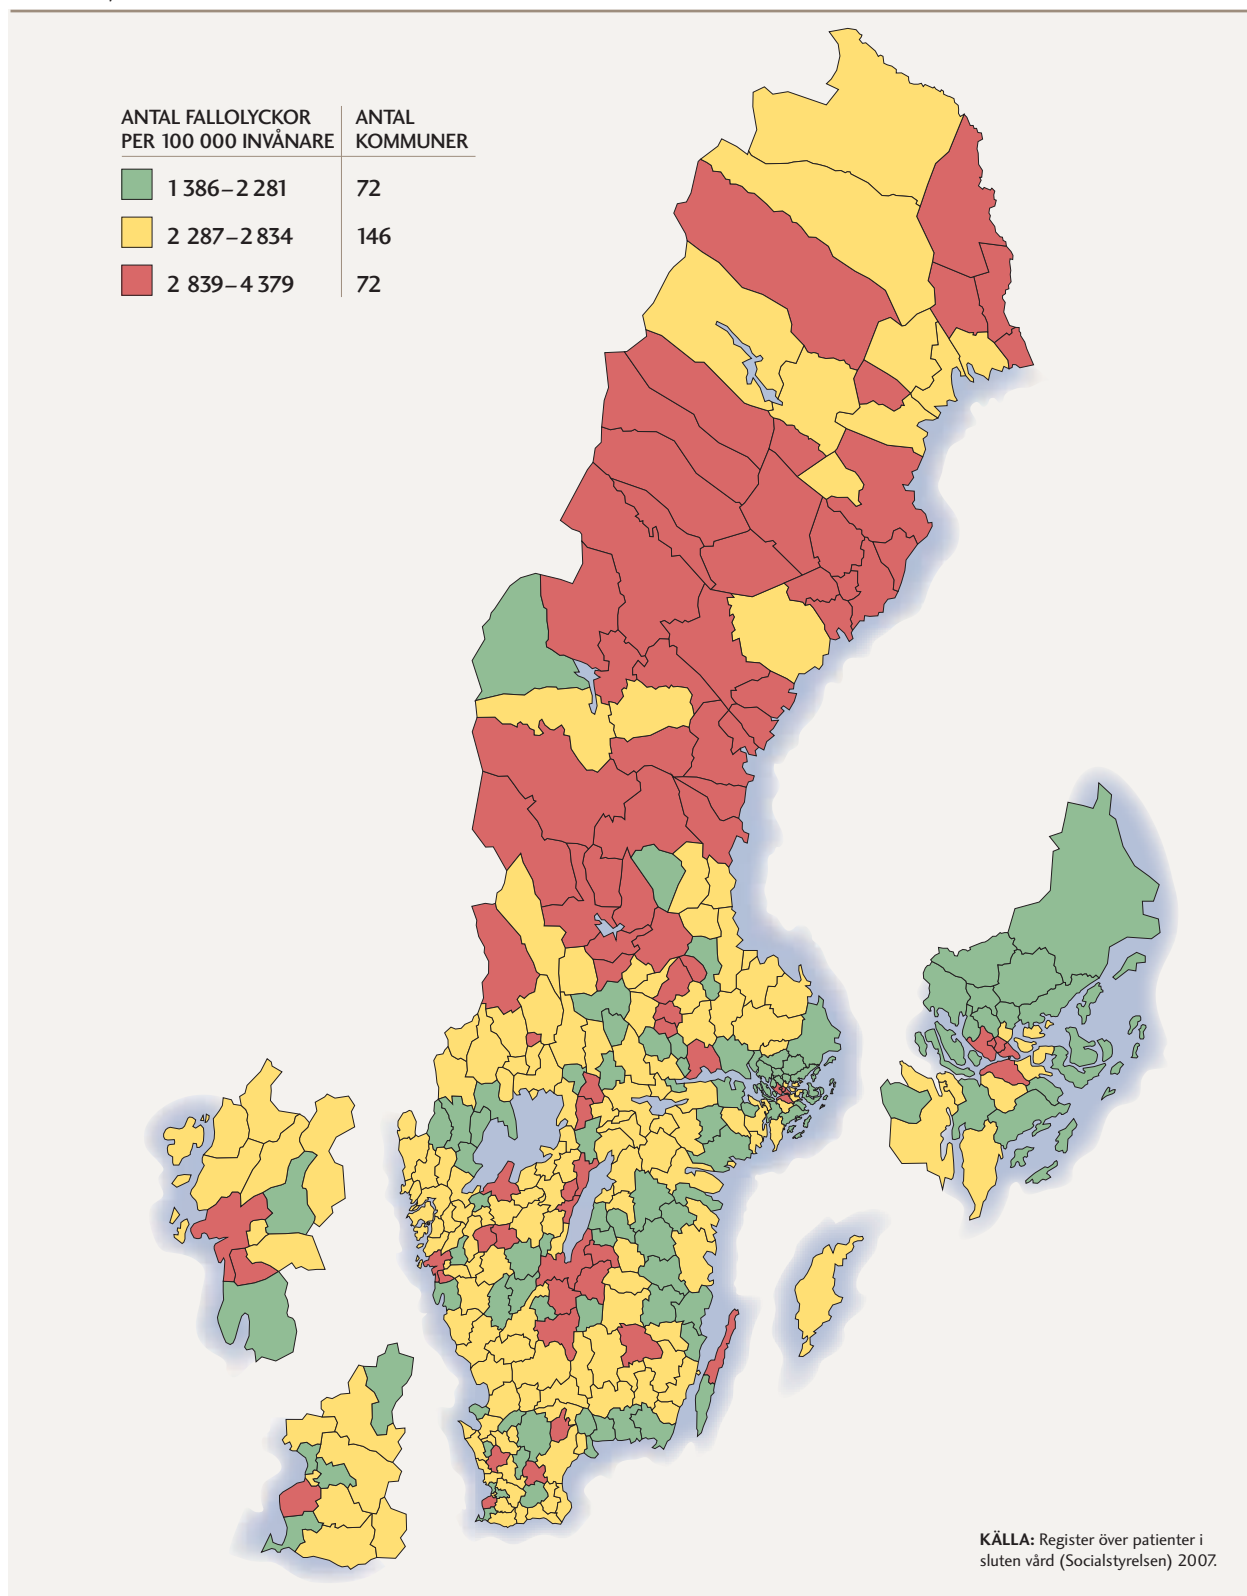 ANTAL FALLOLYCKOR
PER 100 000 INVÅNARE
ANTAL
KOMMUNER
1 386–2 281 72
2 287–2 834 146
2 839–4 379 72
KÄLLA: Register över patienter i
sluten vård (Socialstyrelsen) 2007.